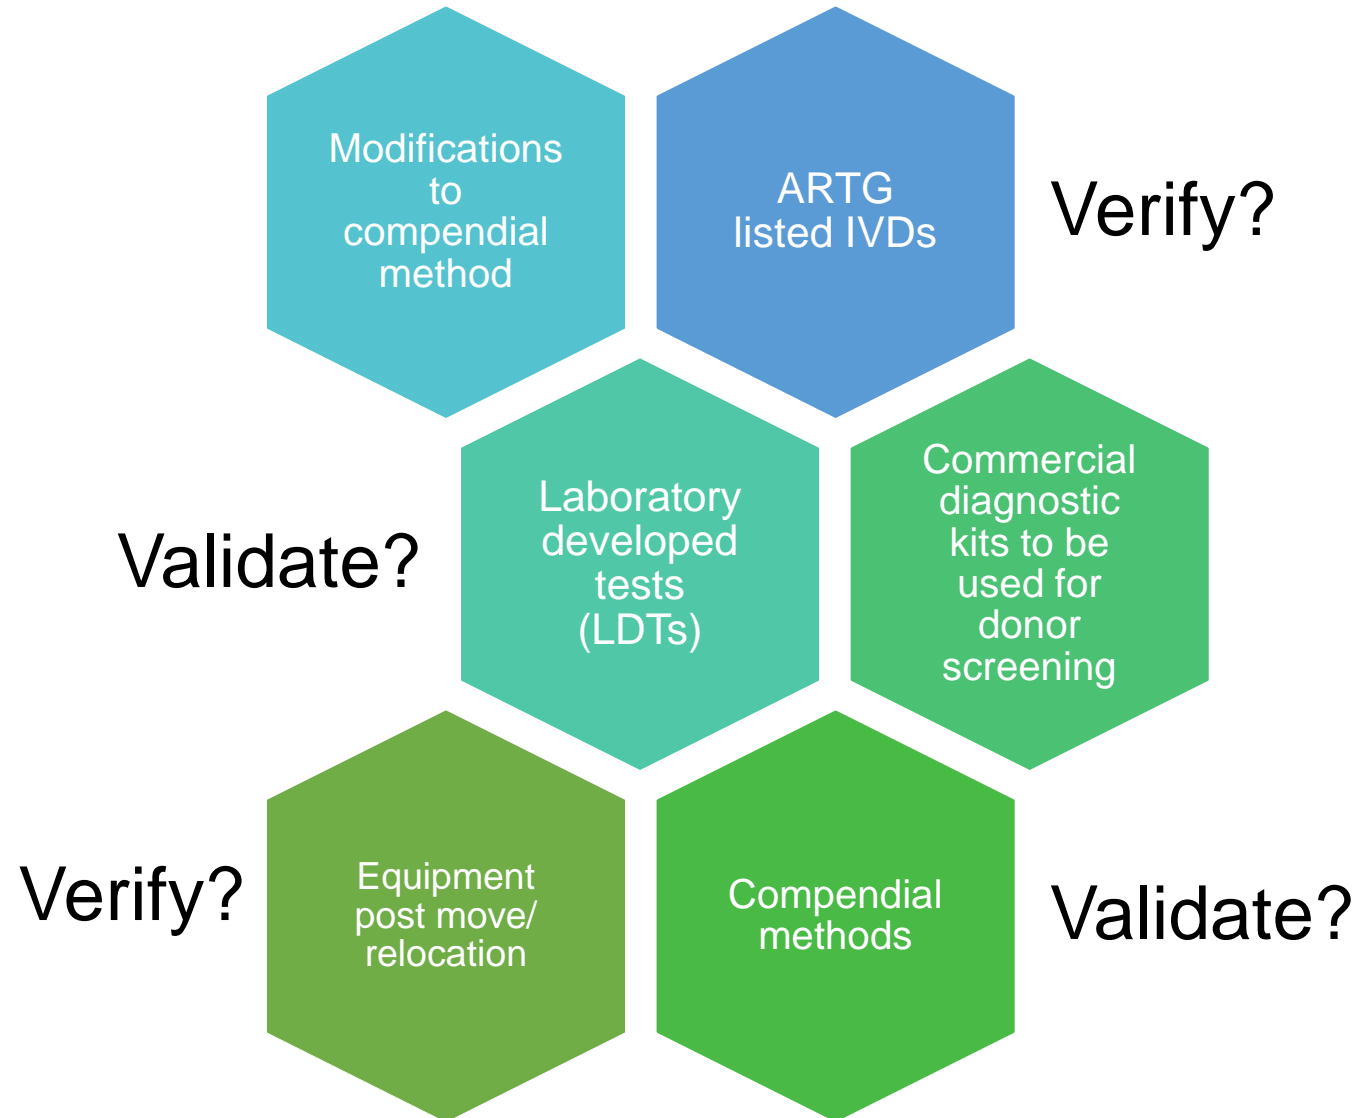 Modifications
to
compendial
method
ARTG
listed IVDs
Verify?
Validate?
Laboratory
developed
tests
(LDTs)
Commercial
diagnostic
kits to be
used for
donor
screening
Verify?
Equipment
post move/
relocation
Compendial
methods
Validate?